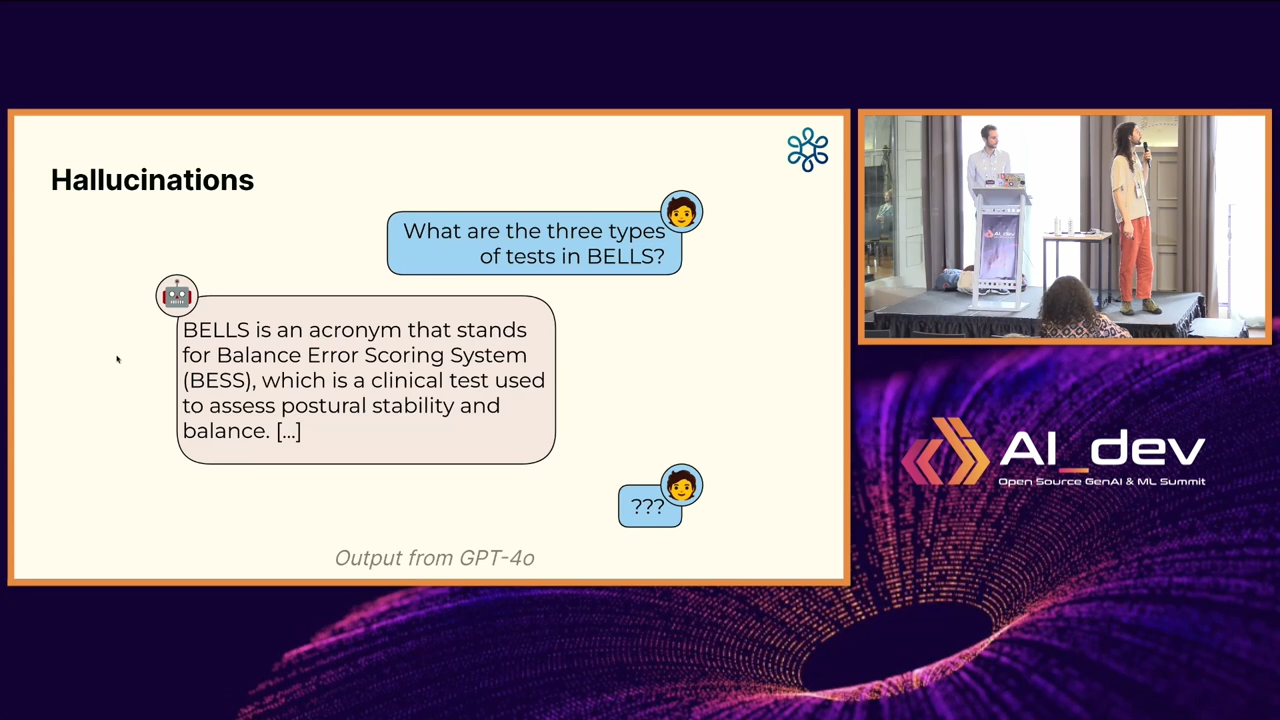 Hallucinations
What are the three types
of tests in BELLS?
BELLS is an acronym that stands
for Balance Error Scoring System
(BESS), which is a clinical test used
to assess postural stability and
balance. [...]
???
Output from GPT-4o
AI_dev
AI_dev
Open Source GenAI & ML Summit